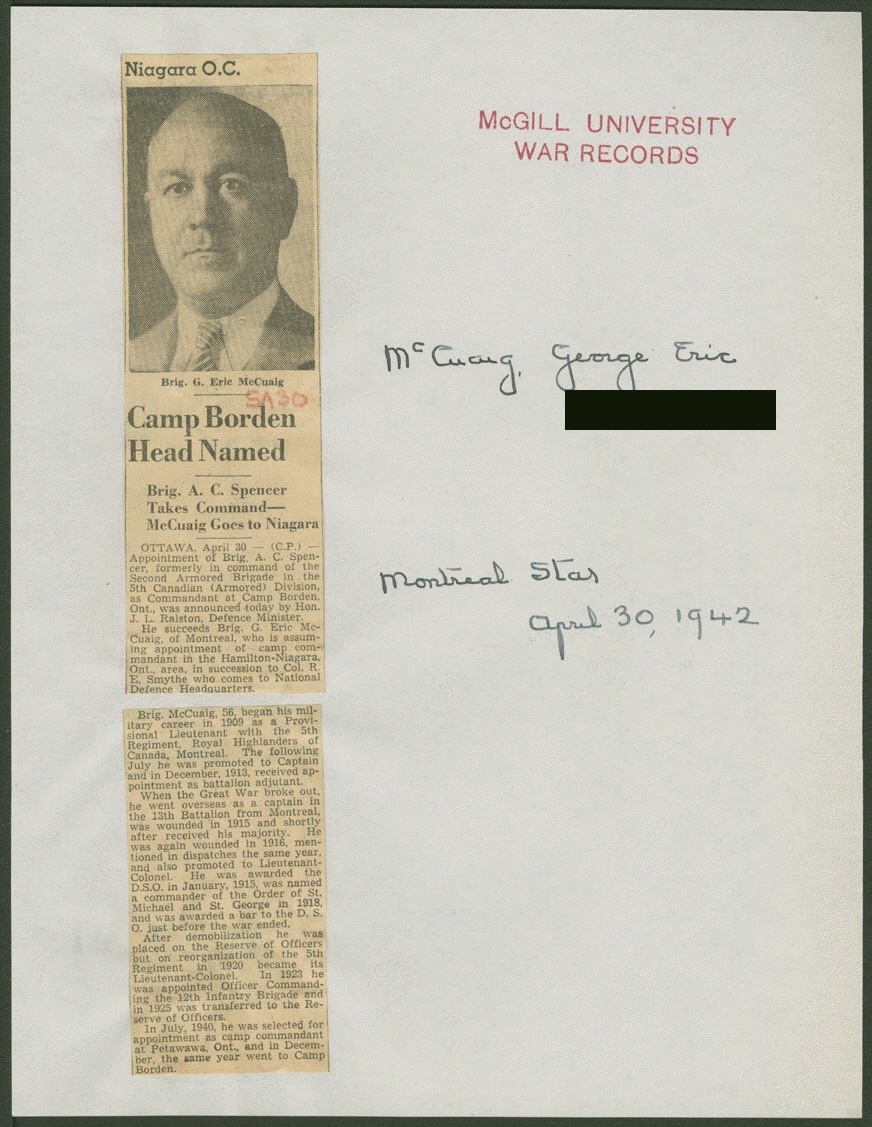 Niagara O.C.
McGILL UNIVERSITY
WAR RECORDS
McCuaig, George Eric
Brig. G. Eric McCuaig
SA30
Camp Borden
Head Named
Brig. A. C. Spencer
Takes Command—
McCuaig Goes to Niagara
OTTAWA, April 30 — (C.P.) —
Appointment of Brig. A. C. Spen-
cer, formerly in command of the
Second Armored Brigade in the
5th Canadian (Armored) Division,
as Commandant at Camp Borden,
Ont., was announced today by Hon.
J. L. Ralston, Defence Minister.
He succeeds Brig. G. Eric Mc-
Cuaig, of Montreal, who is assum-
ing appointment of camp com-
mandant in the Hamilton-Niagara,
Ont., area, in succession to Col. R.
E. Smythe who comes to National
Defence Headquarters.
Montreal Star
April 30, 1942
Brig. McCuaig, 56, began his mil-
itary career in 1909 as a Provi-
sional Lieutenant with the 5th
Regiment, Royal Highlanders of
Canada, Montreal. The following
July he was promoted to Captain
and in December, 1913, received ap-
pointment as battalion adjutant.
When the Great War broke out,
he went overseas as a captain in
the 13th Battalion from Montreal,
was wounded in 1915 and shortly
after received his majority. He
was again wounded in 1916, men-
tioned in dispatches the same year,
and also promoted to Lieutenant-
Colonel. He was awarded the
D.S.O. in January, 1915, was named
a commander of the Order of St.
Michael and St. George in 1918,
and was awarded a bar to the D. S.
O. just before the war ended.
After demobilization he was
placed on the Reserve of Officers
but on reorganization of the 5th
Regiment in 1920 became its
Lieutenant-Colonel. In 1923 he
was appointed Officer Command-
ing the 12th Infantry Brigade and
in 1925 was transferred to the Re-
serve of Officers.
In July, 1940, he was selected for
appointment as camp commandant
at Petawawa, Ont., and in Decem-
ber, the same year went to Camp
Borden.